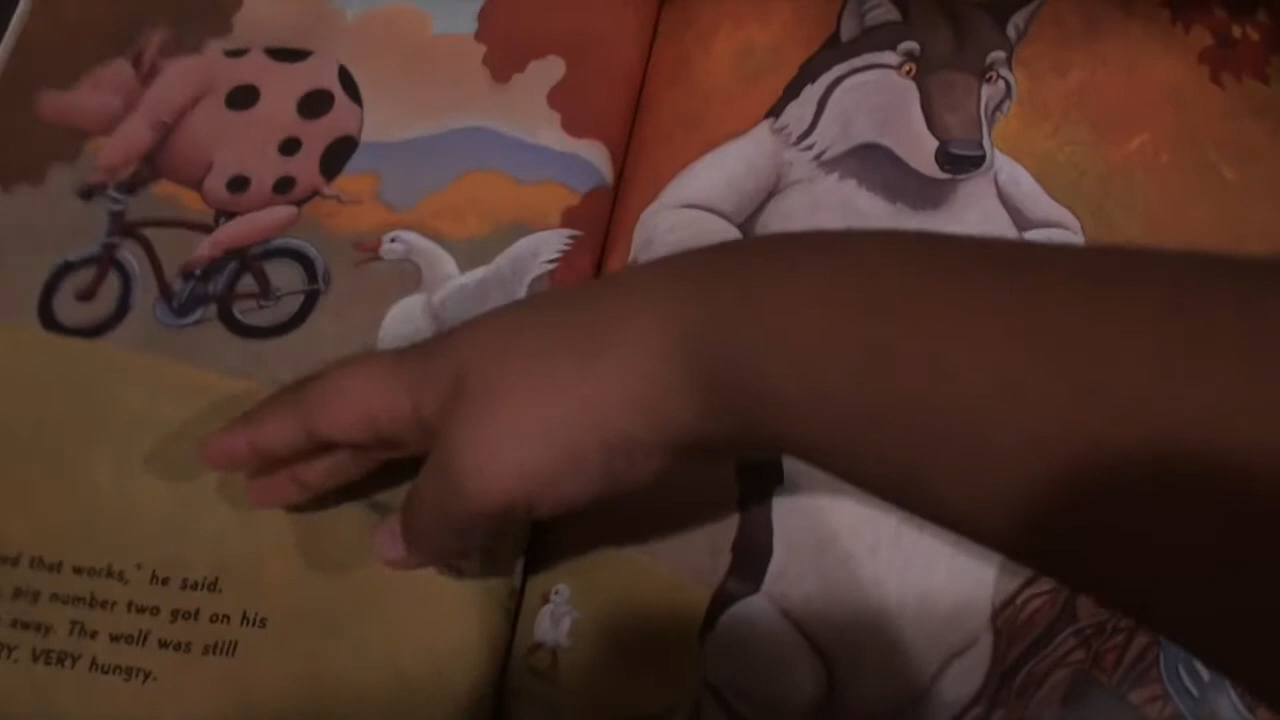 that works," he said.
pig number two got on his
away. The wolf was still
VERY hungry.